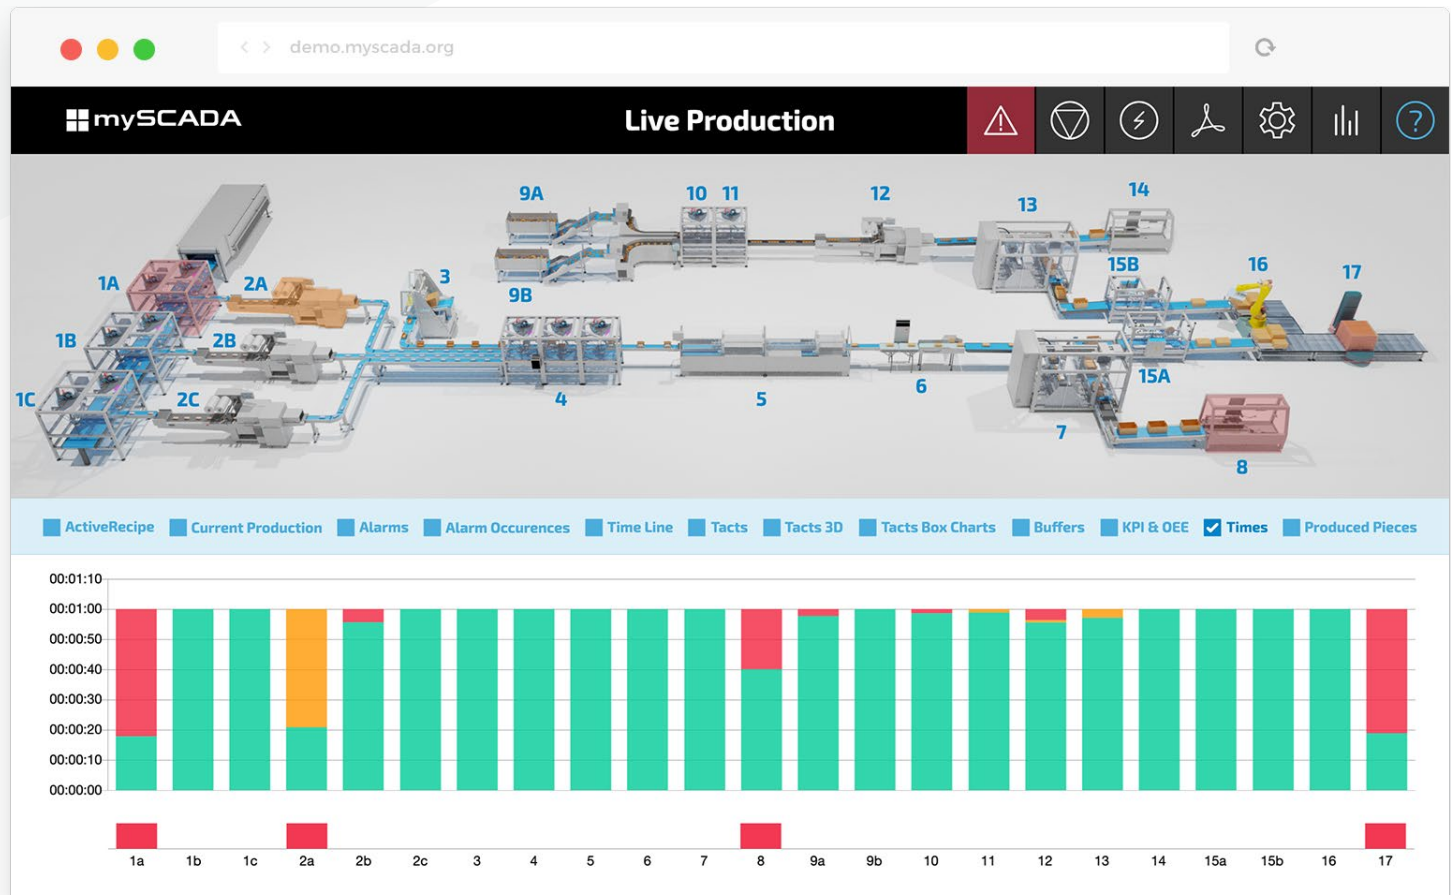 demo.myscada.org
mySCADA
Live Production
?
9A
10
11
12
13
14
1A
2A
3
9B
15B
16
17
1B
2B
1C
2C
4
5
6
15A
7
8
ActiveRecipe Current Production Alarms Alarm Occurences Time Line Tacts Tacts 3D Tacts Box Charts Buffers KPI & OEE Times Produced Pieces
00:01:10
00:01:00
00:00:50
00:00:40
00:00:30
00:00:20
00:00:10
00:00:00
1a 1b 1c 2a 2b 2c 3 4 5 6 7 8 9a 9b 10 11 12 13 14 15a 15b 16 17